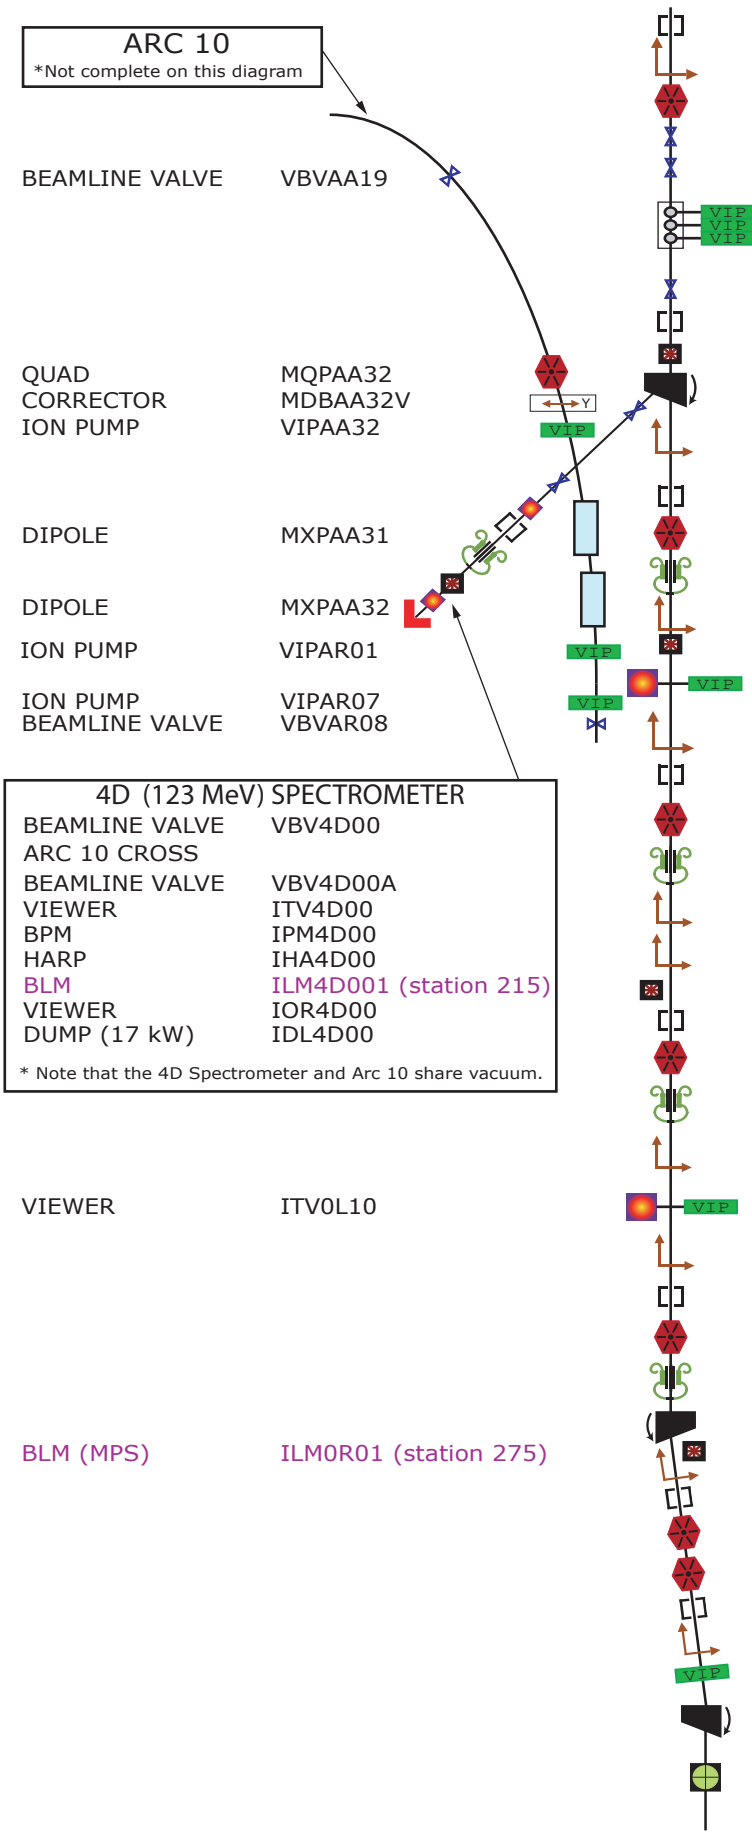 ARC 10
*Not complete on this diagram
BEAMLINE VALVE VBVAA19
VIP
VIP
VIP
QUAD MQPAA32
CORRECTOR MDBAA32V Y
ION PUMP VIPAA32 VIP
DIPOLE MXPAA31
DIPOLE MXPAA32
ION PUMP VIPAR01 VIP
VIP
ION PUMP VIPAR07 VIP
BEAMLINE VALVE VBVAR08
4D (123 MeV) SPECTROMETER
BEAMLINE VALVE VBV4D00
ARC 10 CROSS
BEAMLINE VALVE VBV4D00A
VIEWER ITV4D00
BPM IPM4D00
HARP IHA4D00
BLM ILM4D001 (station 215)
VIEWER IOR4D00
DUMP (17 kW) IDL4D00
* Note that the 4D Spectrometer and Arc 10 share vacuum.
VIEWER ITV0L10 VIP
BLM (MPS) ILM0R01 (station 275)
VIP